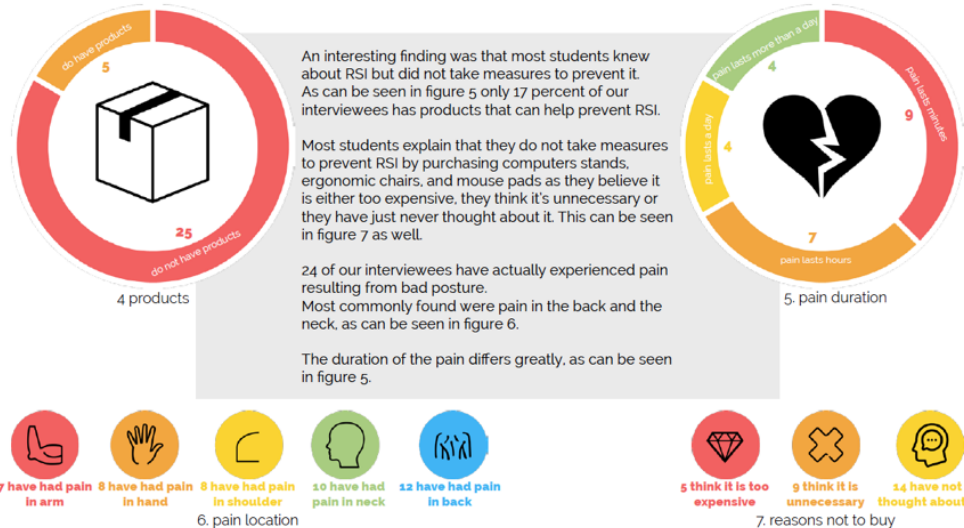 do have products
5
25
do not have products
4 products
An interesting finding was that most students knew
about RSI but did not take measures to prevent it.
As can be seen in figure 5 only 17 percent of our
interviewees has products that can help prevent RSI.
Most students explain that they do not take measures
to prevent RSI by purchasing computers stands,
ergonomic chairs, and mouse pads as they believe it
is either too expensive, they think it's unnecessary or
they have just never thought about it. This can be seen
in figure 7 as well.
24 of our interviewees have actually experienced pain
resulting from bad posture.
Most commonly found were pain in the back and the
neck, as can be seen in figure 6.
The duration of the pain differs greatly, as can be seen
in figure 5.
pain lasts more than a day
4
pain lasts minutes
9
pain lasts a day
4
7
pain lasts hours
5. pain duration
7 have had pain
in arm
8 have had pain
in hand
8 have had pain
in shoulder
10 have had
pain in neck
12 have had pain
in back
6. pain location
5 think it is too
expensive
9 think it is
unnecessary
14 have not
thought about
7. reasons not to buy